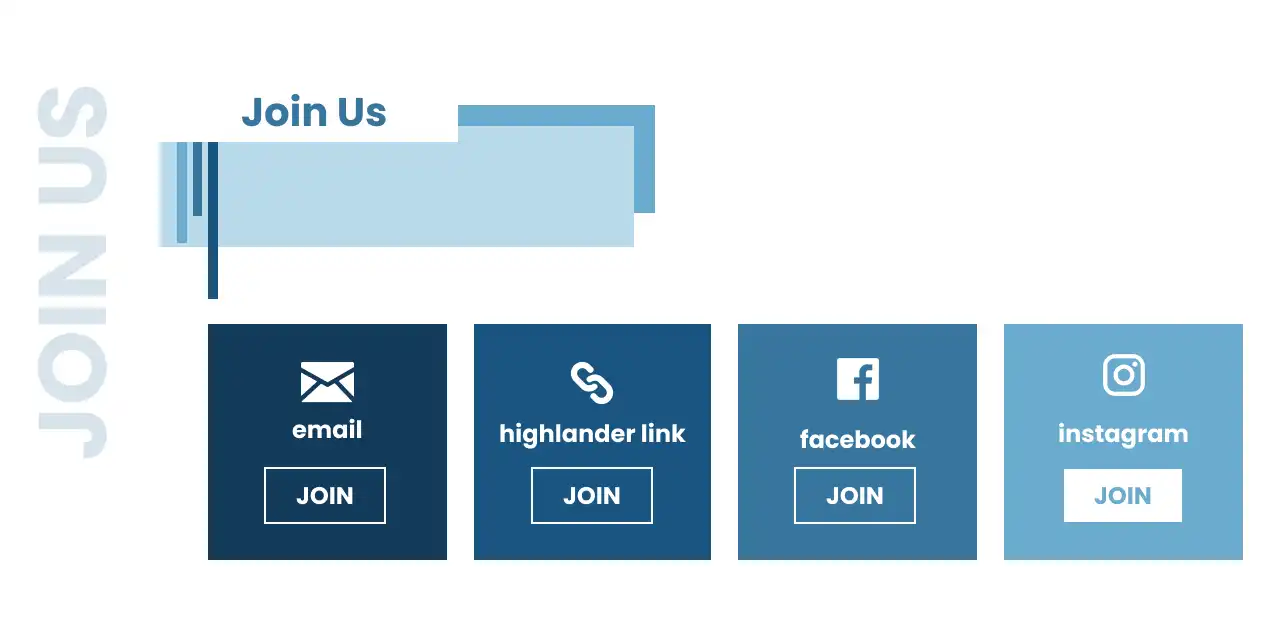 JOIN US
Join Us
email
JOIN
highlander link
JOIN
facebook
JOIN
instagram
JOIN